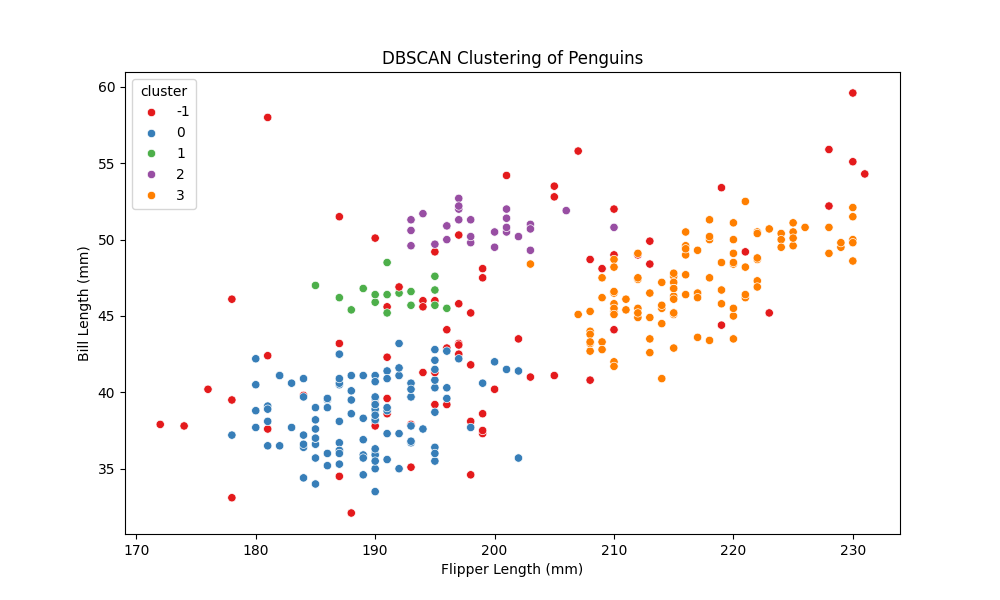 DBSCAN Clustering of Penguins
cluster
-1
0
1
2
3
60
55
50
45
40
35
Bill Length (mm)
170 180 190 200 210 220 230
Flipper Length (mm)